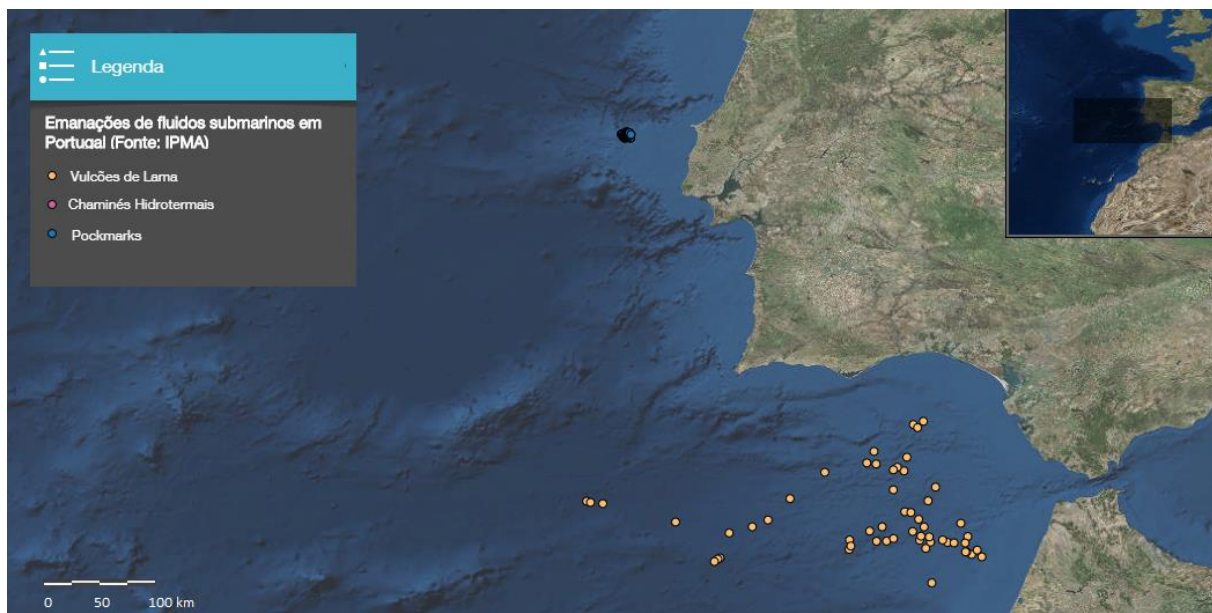 Legenda
Emanações de fluidos submarinos em
Portugal (Fonte: IPMA)
Vulcões de Lama
Chaminés Hidrotermais
Pockmarks
0 50 100 km